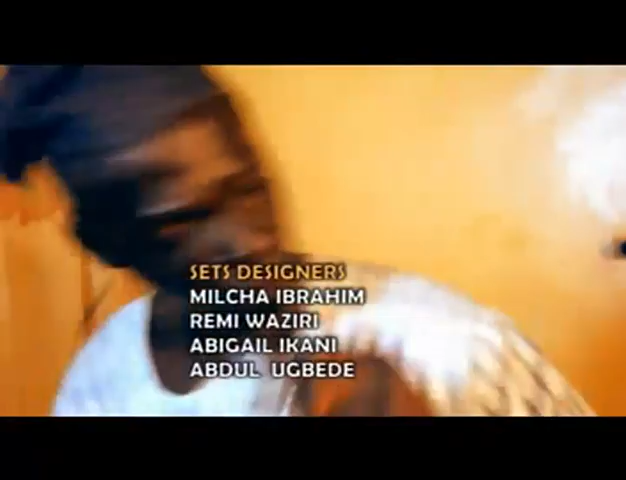 SETS DESIGNERS
MILCHA IBRAHIM
REMI WAZIRI
ABIGAIL IKANI
ABDUL UGBEDE